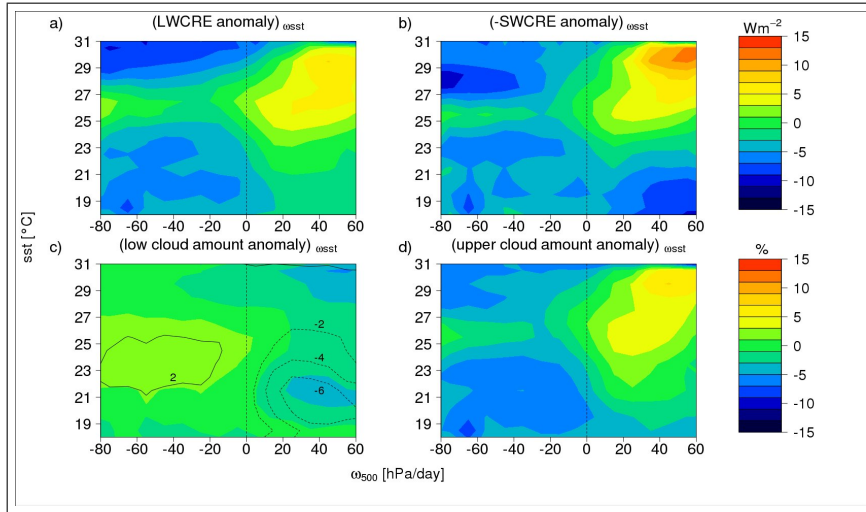 a) (LWCRE anomaly) ωsst
b) (-SWCRE anomaly) ωsst
Wm⁻²
31 29 27 25 23 21 19
-80 -60 -40 -20 0 20 40 60
31 29 27 25 23 21 19
-80 -60 -40 -20 0 20 40 60
15 10 5 0 -5 -10 -15
sst [°C]
c) (low cloud amount anomaly) ωsst
d) (upper cloud amount anomaly) ωsst
%
31 29 27 25 23 21 19
2 -2 -4 -6
-80 -60 -40 -20 0 20 40 60
31 29 27 25 23 21 19
-80 -60 -40 -20 0 20 40 60
15 10 5 0 -5 -10 -15
ω500 [hPa/day]